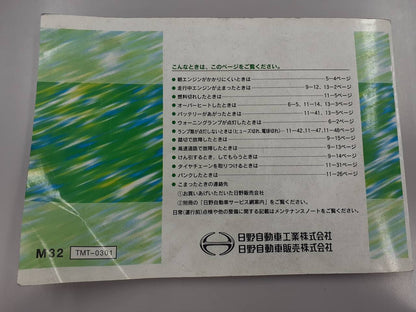 こんなときは、このページをご覧ください。
●朝エンジンがかかりにくいときは 5-4ページ
●走行中エンジンが止まったときは 9-12、13-2ページ
●燃料切れしたときは 11-5ページ
●オーバーヒートしたときは 6-5、11-14、13-3ページ
●バッテリーがあがったときは 11-41、13-5ページ
●ウォーニングランプが点灯したときは 6-2ページ
●ランプ類が点灯しないときは(ヒューズ切れ、電球切れ) 11-42、11-47、11-48ページ
●踏切で故障したときは 9-15ページ
●高速道路で故障したときは 9-13ページ
●けん引するとき、してもらうときは 9-14ページ
●タイヤチェーンを取りつけるときは 11-31ページ
●パンクしたときは 11-26ページ
●こまったときの連絡先
①お買いあげいただいた日野販売会社
②別冊の「日野自動車サービス網案内」をご覧ください。
日常(運行前)点検や他の整備に関する記載はメンテナンスノートをご覧ください。
日野自動車工業株式会社
日野自動車販売株式会社
M32 TMT-0301